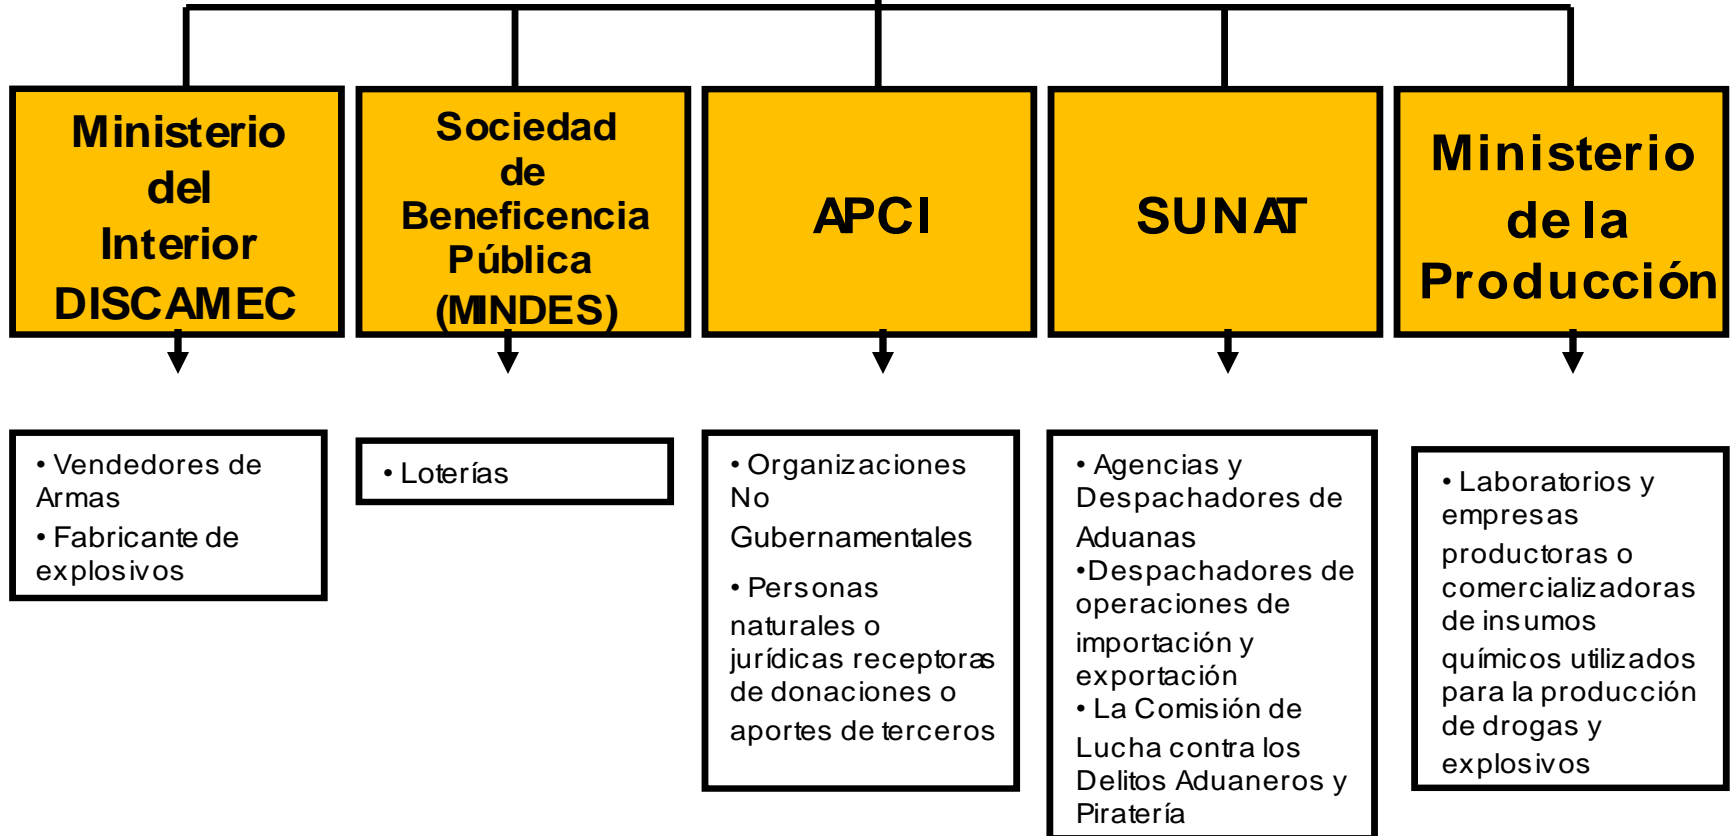 Ministerio
del
Interior
DISCAMEC
Sociedad
de
Beneficencia
Pública
(MINDES)
APCI
SUNAT
Ministerio
de la
Producción
• Vendedores de
Armas
• Fabricante de
explosivos
• Loterías
• Organizaciones
No
Gubernamentales
• Personas
naturales o
jurídicas receptoras
de donaciones o
aportes de terceros
• Agencias y
Despachadores de
Aduanas
•Despachadores de
operaciones de
importación y
exportación
• La Comisión de
Lucha contra los
Delitos Aduaneros y
Piratería
• Laboratorios y
empresas
productoras o
comercializadoras
de insumos
químicos utilizados
para la producción
de drogas y
explosivos